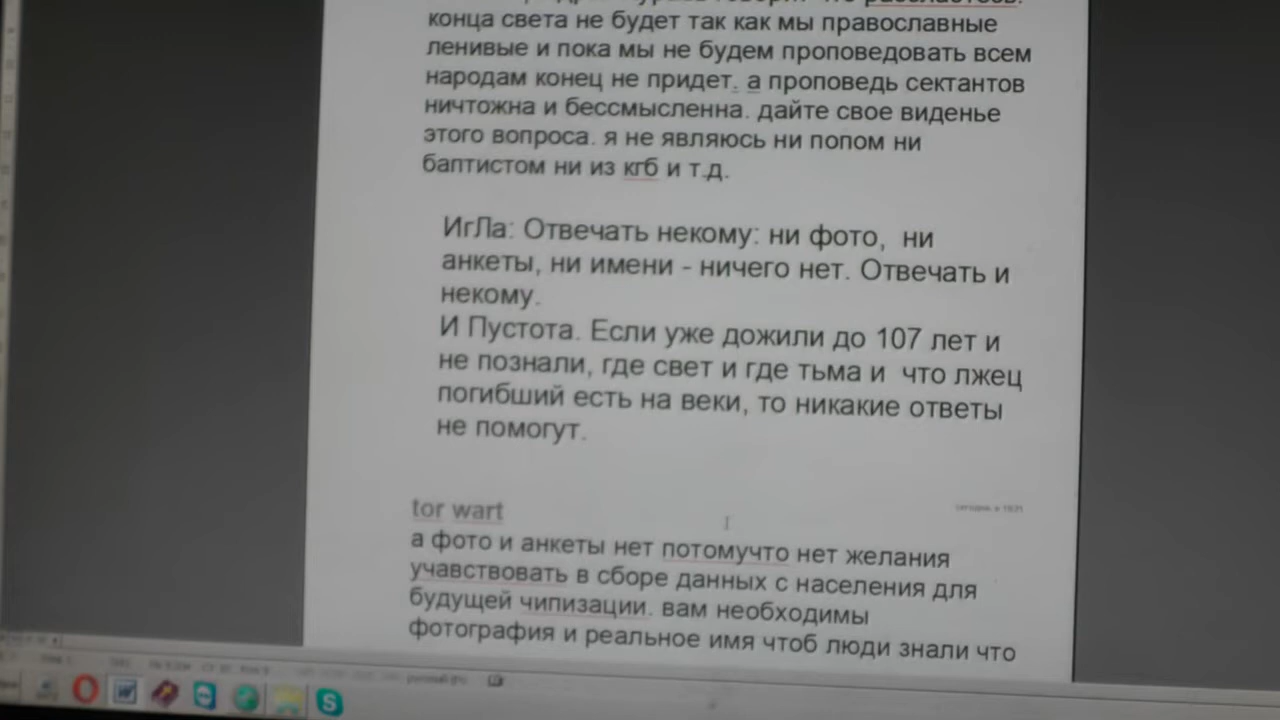 конца света не будет так как мы православные
ленивые и пока мы не будем проповедовать всем
народам конец не придет. а проповедь сектантов
ничтожна и бессмысленна. дайте свое виденье
этого вопроса. я не являюсь ни попом ни
баптистом ни из кгб и т.д.
ИгЛа: Отвечать некому: ни фото, ни
анкеты, ни имени - ничего нет. Отвечать и
некому.
И Пустота. Если уже дожили до 107 лет и
не познали, где свет и где тьма и что лжец
погибший есть на веки, то никакие ответы
не помогут.
tor wart
а фото и анкеты нет потомучто нет желания
учавствовать в сборе данных с населения для
будущей чипизации. вам необходимы
фотография и реальное имя чтоб люди знали что